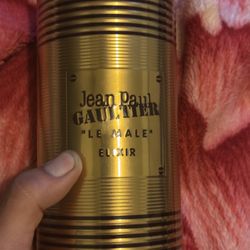 Jean Paul
GAULTIER
"LE MALE"
ELIXIR